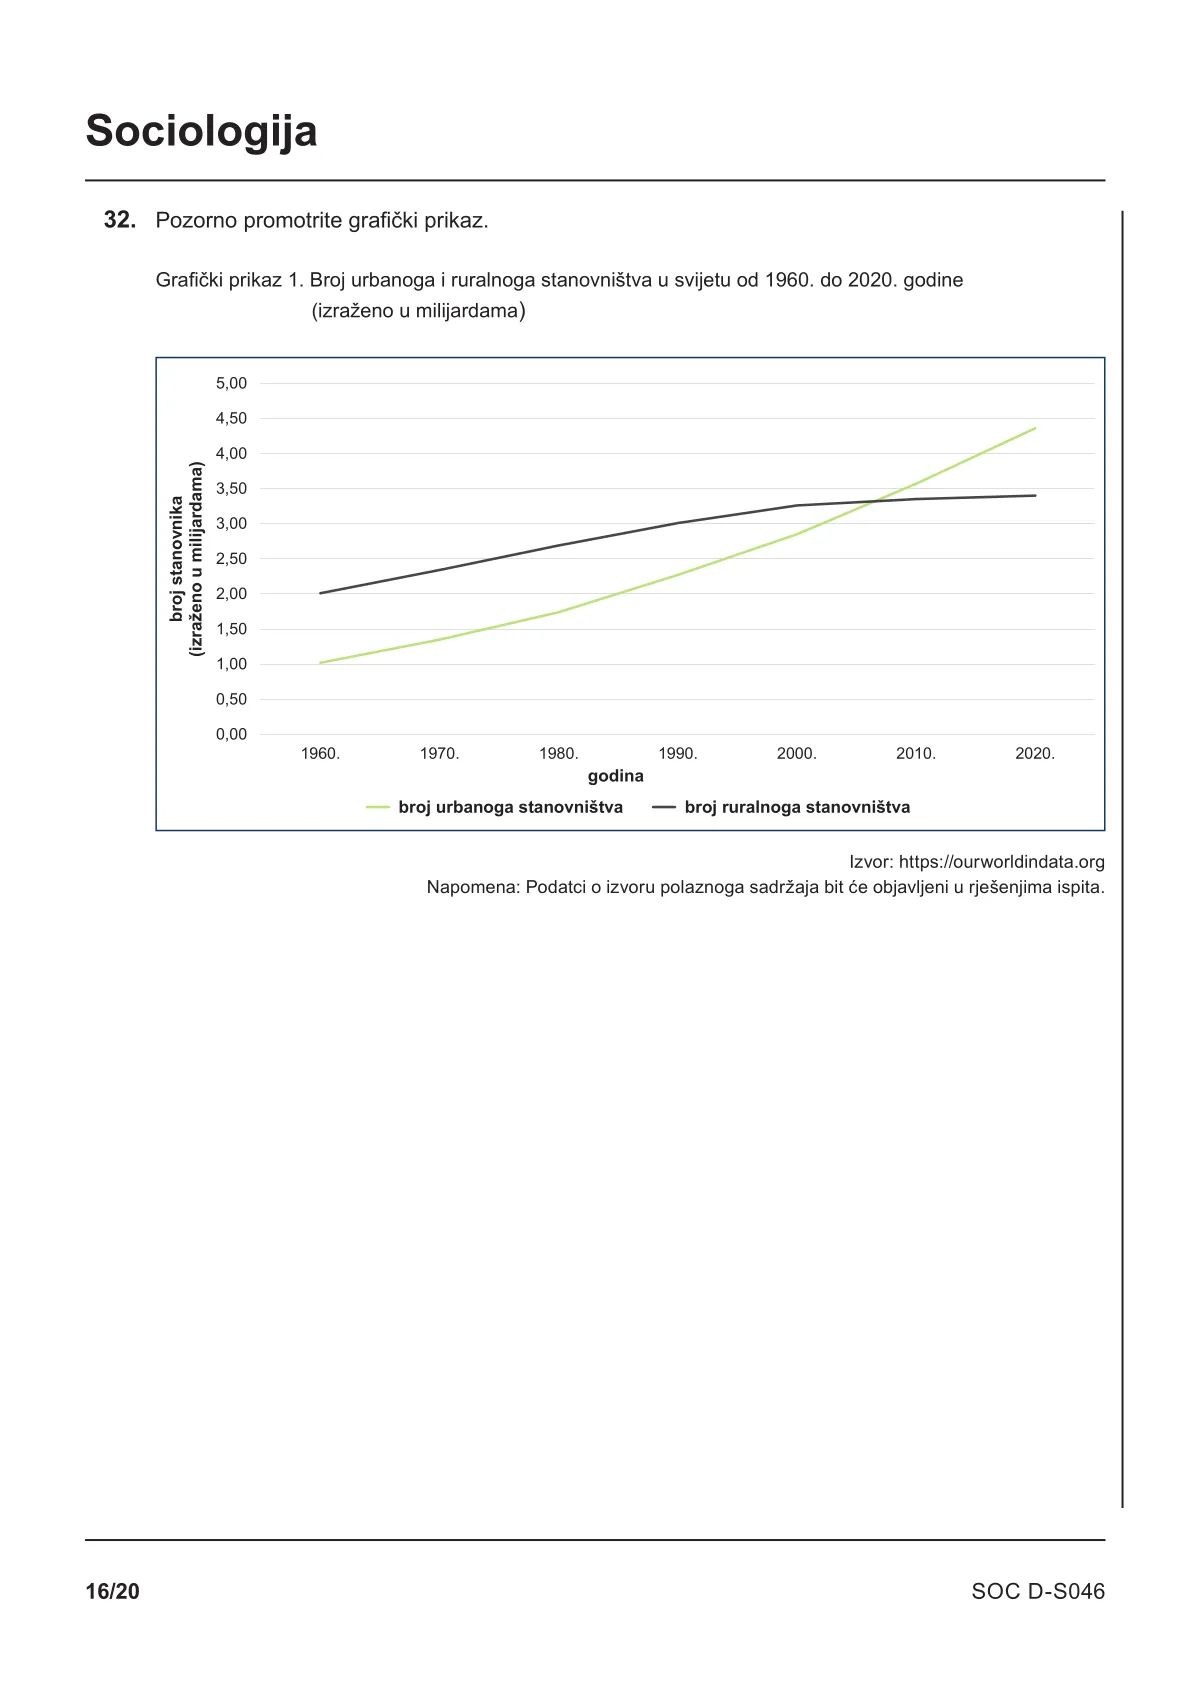 Sociologija
32. Pozorno promotrite grafički prikaz.
Grafički prikaz 1. Broj urbanoga i ruralnoga stanovništva u svijetu od 1960. do 2020. godine
(izraženo u milijardama)
broj stanovnika
(izraženo u milijardama)
5,00
4,50
4,00
3,50
3,00
2,50
2,00
1,50
1,00
0,50
0,00
1960. 1970. 1980. 1990. 2000. 2010. 2020.
godina
broj urbanoga stanovništva broj ruralnoga stanovništva
Izvor: https://ourworldindata.org
Napomena: Podatci o izvoru polaznoga sadržaja bit će objavljeni u rješenjima ispita.
16/20 SOC D-S046